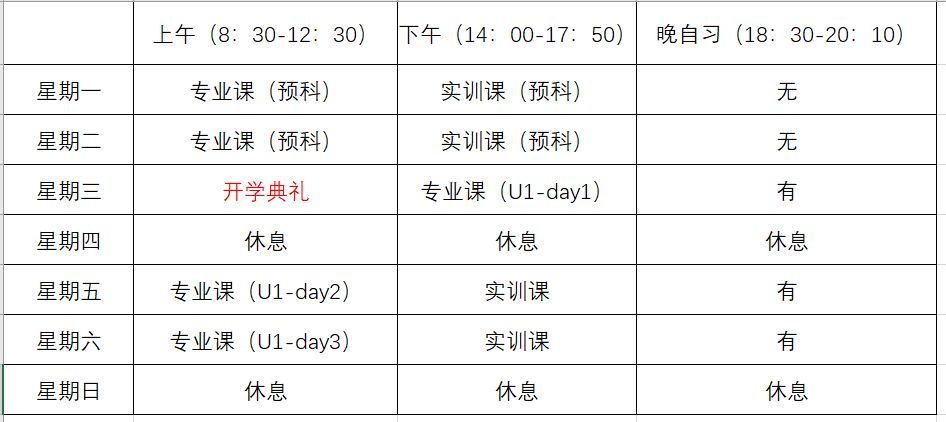 上午（8：30-12：30） 下午（14：00-17：50） 晚自习（18：30-20：10）
星期一 专业课（预科） 实训课（预科） 无
星期二 专业课（预科） 实训课（预科） 无
星期三 开学典礼 专业课（U1-day1） 有
星期四 休息 休息 休息
星期五 专业课（U1-day2） 实训课 有
星期六 专业课（U1-day3） 实训课 有
星期日 休息 休息 休息